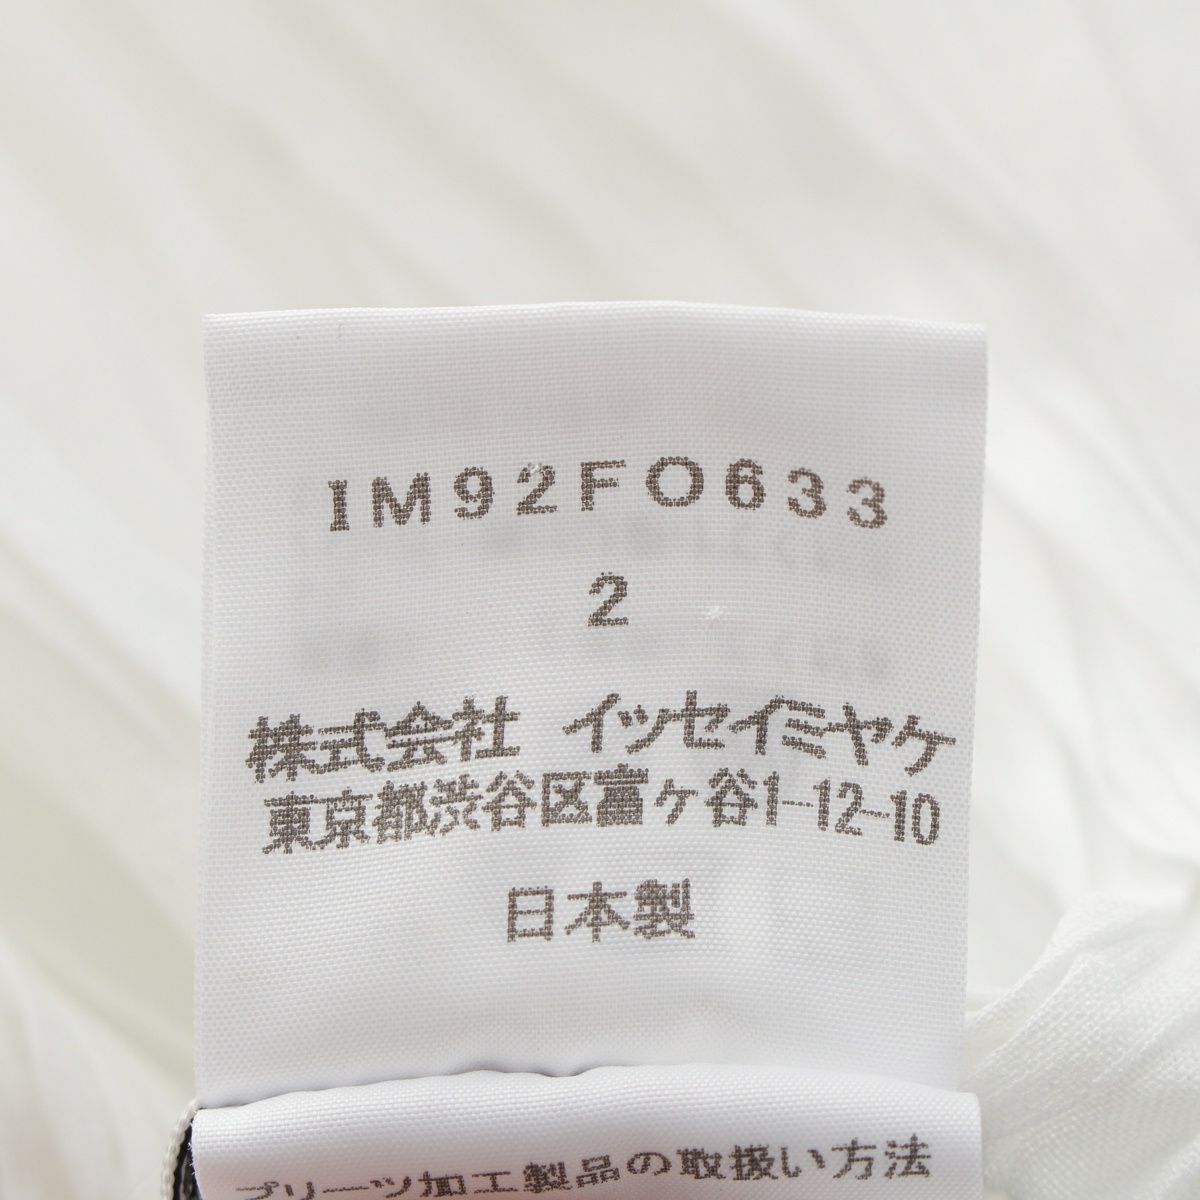 IM92FO633
2
株式会社　イッセイミヤケ
東京都渋谷区富ヶ谷1-12-10
日本製
プリーツ加工製品の取扱い方法